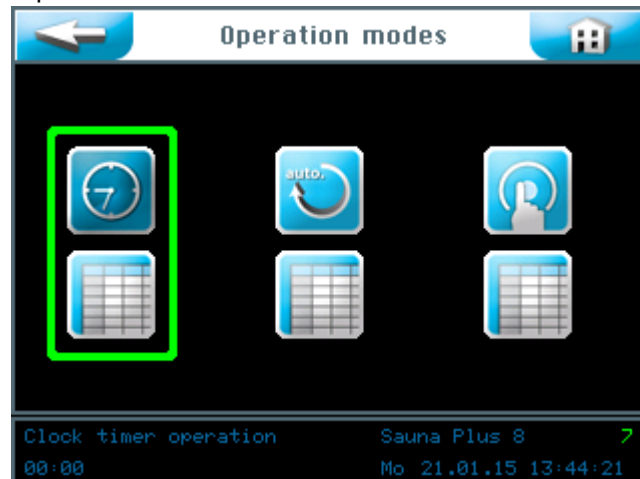 Operation modes
auto.
Clock timer operation
Sauna Plus 8
7
00:00
Mo 21.01.15 13:44:21